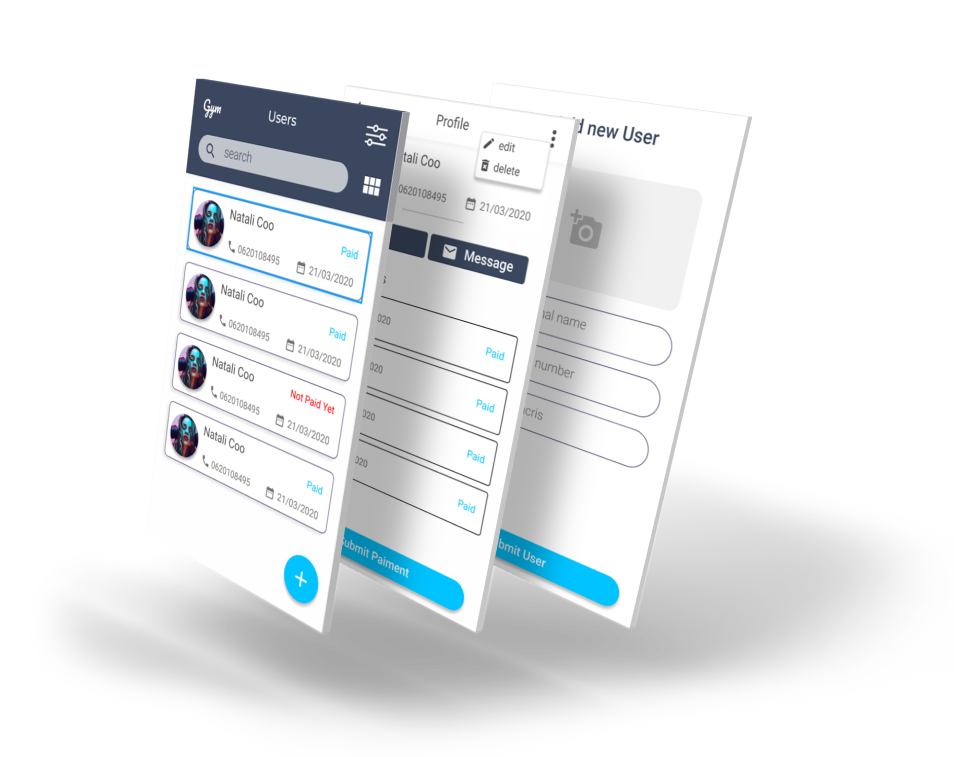 Gym
Users
search
Natali Coo
Paid
0620108495
21/03/2020
Natali Coo
Paid
0620108495
21/03/2020
Natali Coo
Not Paid Yet
0620108495
21/03/2020
Natali Coo
Paid
0620108495
21/03/2020
+
Profile
edit
delete
tali Coo
0620108495
21/03/2020
Message
s
020
Paid
020
Paid
020
Paid
020
Paid
ubmit Paiment
d new User
nal name
number
cris
bmit User